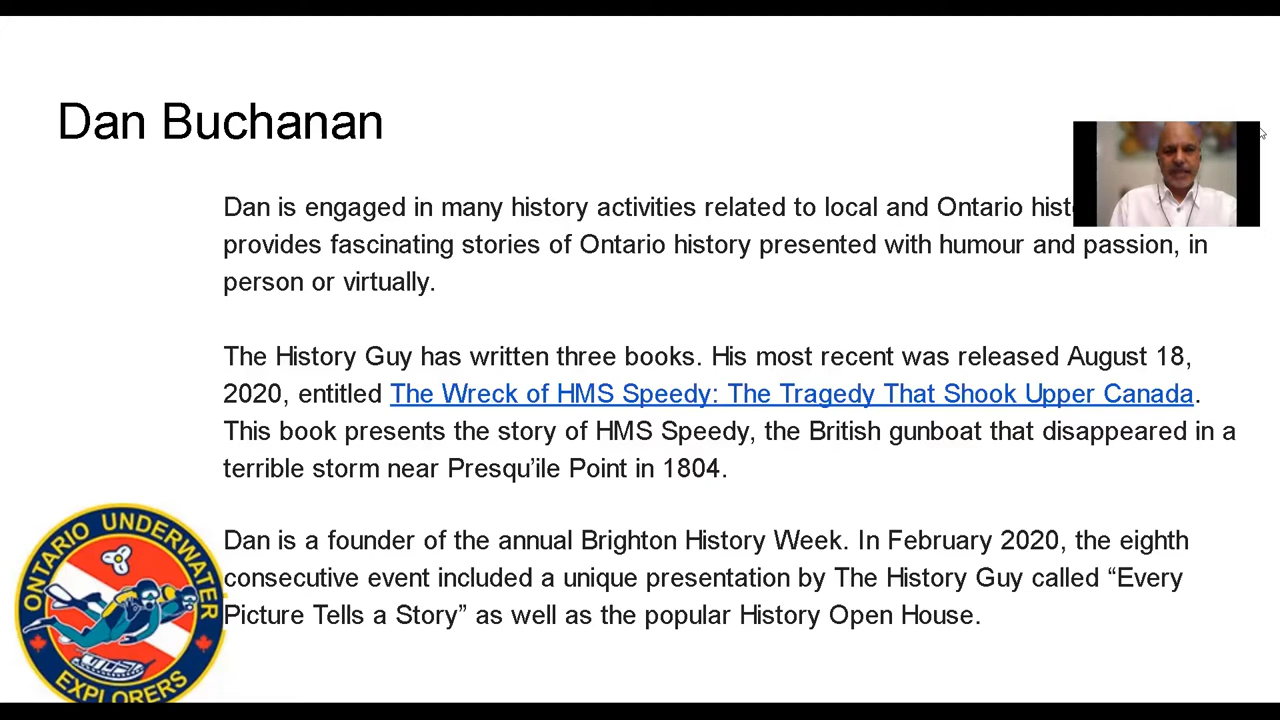 Dan Buchanan
Dan is engaged in many history activities related to local and Ontario
provides fascinating stories of Ontario history presented with humour and passion, in
person or virtually.
The History Guy has written three books. His most recent was released August 18,
2020, entitled The Wreck of HMS Speedy: The Tragedy That Shook Upper Canada.
This book presents the story of HMS Speedy, the British gunboat that disappeared in a
terrible storm near Presqu’ile Point in 1804.
Dan is a founder of the annual Brighton History Week. In February 2020, the eighth
consecutive event included a unique presentation by The History Guy called “Every
Picture Tells a Story” as well as the popular History Open House.
ONTARIO UNDERWATER
EXPLORERS